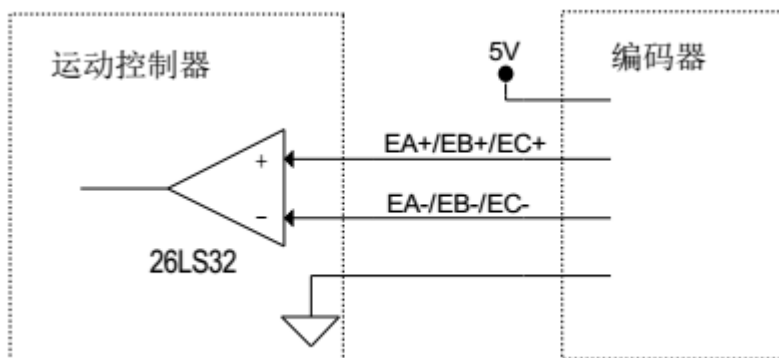 运动控制器
5V
编码器
EA+/EB+/EC+
+
EA-/EB-/EC-
−
26LS32